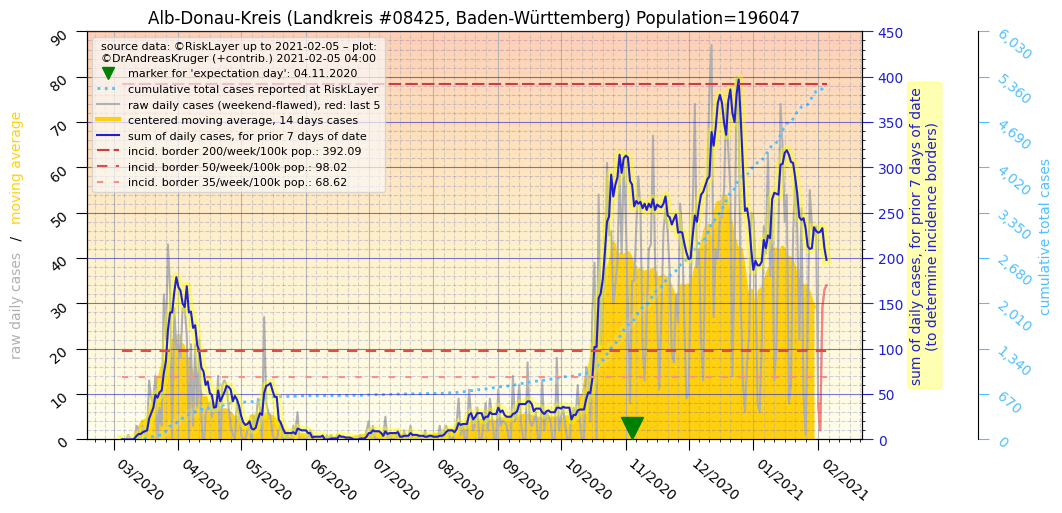 Alb-Donau-Kreis (Landkreis #08425, Baden-Württemberg) Population=196047
source data: ©RiskLayer up to 2021-02-05 – plot:
©DrAndreasKruger (+contrib.) 2021-02-05 04:00
marker for 'expectation day': 04.11.2020
cumulative total cases reported at RiskLayer
raw daily cases (weekend-flawed), red: last 5
centered moving average, 14 days cases
sum of daily cases, for prior 7 days of date
incid. border 200/week/100k pop.: 392.09
incid. border 50/week/100k pop.: 98.02
incid. border 35/week/100k pop.: 68.62
raw daily cases / moving average
90
80
70
60
50
40
30
20
10
0
450
400
350
300
250
200
150
100
50
0
sum of daily cases, for prior 7 days of date
(to determine incidence borders)
6,030
5,360
4,690
4,020
3,350
2,680
2,010
1,340
670
0
cumulative total cases
03/2020
04/2020
05/2020
06/2020
07/2020
08/2020
09/2020
10/2020
11/2020
12/2020
01/2021
02/2021